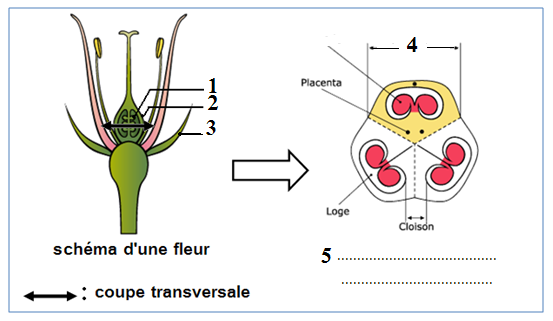 1
2
3
schéma d'une fleur
: coupe transversale
4
Placenta
Loge
Cloison
5 ........................................
........................................